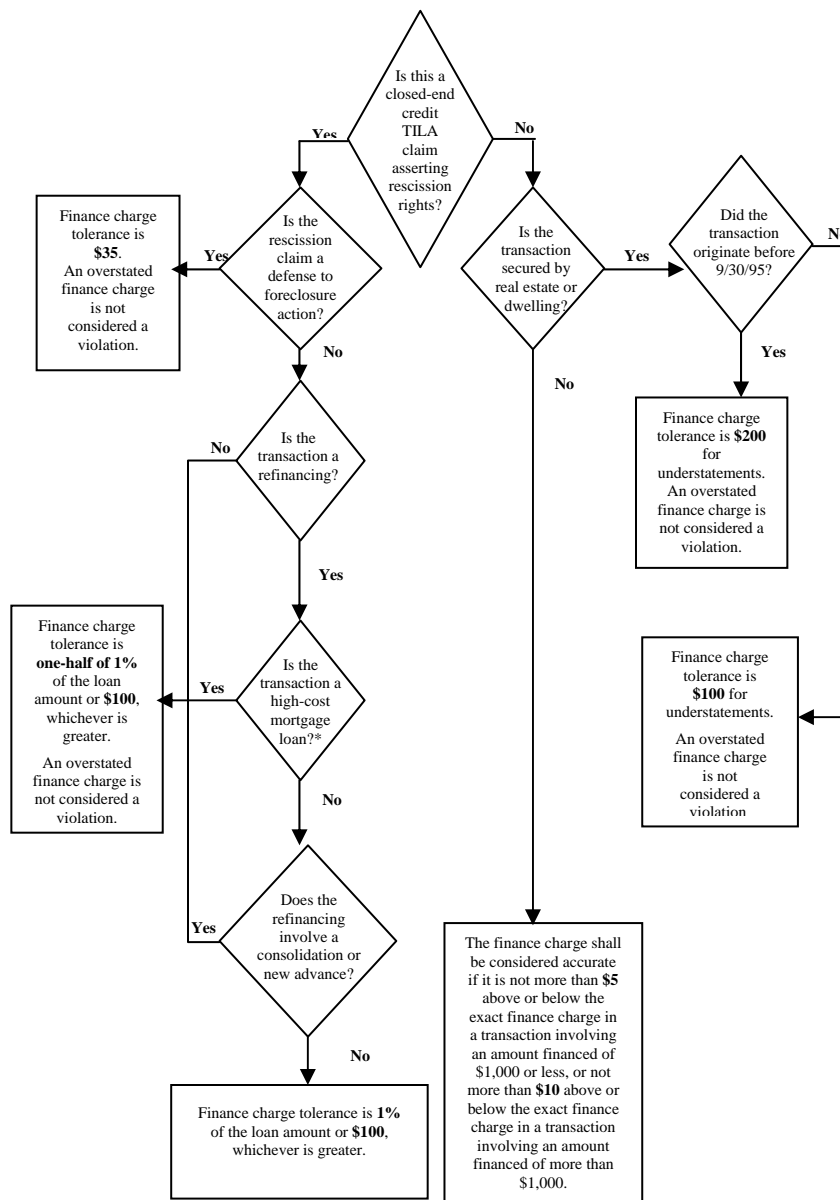 Is this a
closed-end
credit
TILA
claim
asserting
rescission
rights?
Yes
No
Is the
rescission
claim a
defense to
foreclosure
action?
Yes
Finance charge
tolerance is
$35.
An overstated
finance charge
is not
considered a
violation.
No
Is the
transaction
secured by
real estate or
dwelling?
Yes
Did the
transaction
originate before
9/30/95?
Yes
Finance charge
tolerance is $200
for
understatements.
An overstated
finance charge is
not considered a
violation.
No
Is the
transaction a
refinancing?
No
Yes
Is the
transaction a
high-cost
mortgage
loan?*
Yes
Finance charge
tolerance is
one-half of 1%
of the loan
amount or $100,
whichever is
greater.
An overstated
finance charge is
not considered a
violation.
Finance charge
tolerance is
$100 for
understatements.
An overstated
finance charge
is not
considered a
violation
No
Does the
refinancing
involve a
consolidation or
new advance?
Yes
No
Finance charge tolerance is 1%
of the loan amount or $100,
whichever is greater.
The finance charge shall
be considered accurate
if it is not more than $5
above or below the
exact finance charge in
a transaction involving
an amount financed of
$1,000 or less, or not
more than $10 above or
below the exact finance
charge in a transaction
involving an amount
financed of more than
$1,000.